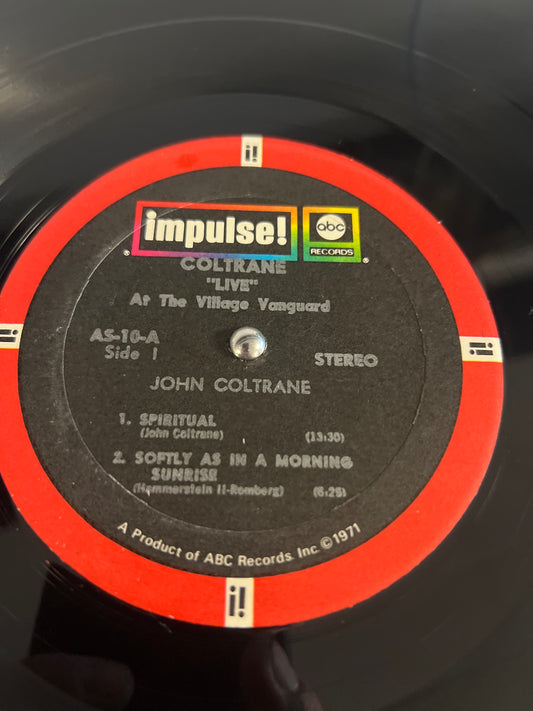 i!
impulse!
abc
RECORDS
COLTRANE
"LIVE"
At The Village Vanguard
AS-10-A
Side 1
STEREO
i!
i!
JOHN COLTRANE
1. SPIRITUAL
(John Coltrane) (13:30)
2. SOFTLY AS IN A MORNING
SUNRISE
(Hammerstein II-Romberg) (6:25)
A Product of ABC Records, Inc. © 1971
i!